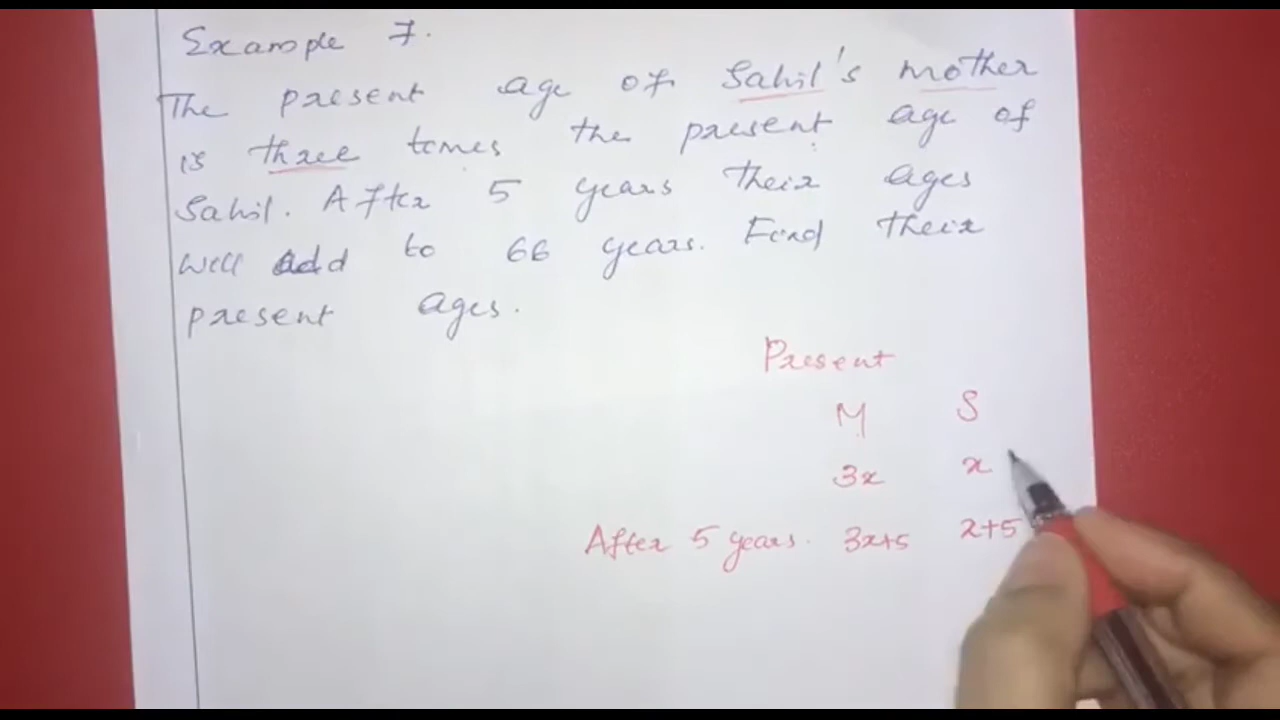 Example 7.
The present age of Sahil's mother
is three times the present age of
Sahil. After 5 years their ages
will add to 66 years. Find their
present ages.
Present
M S
3x x
After 5 years. 3x+5 x+5